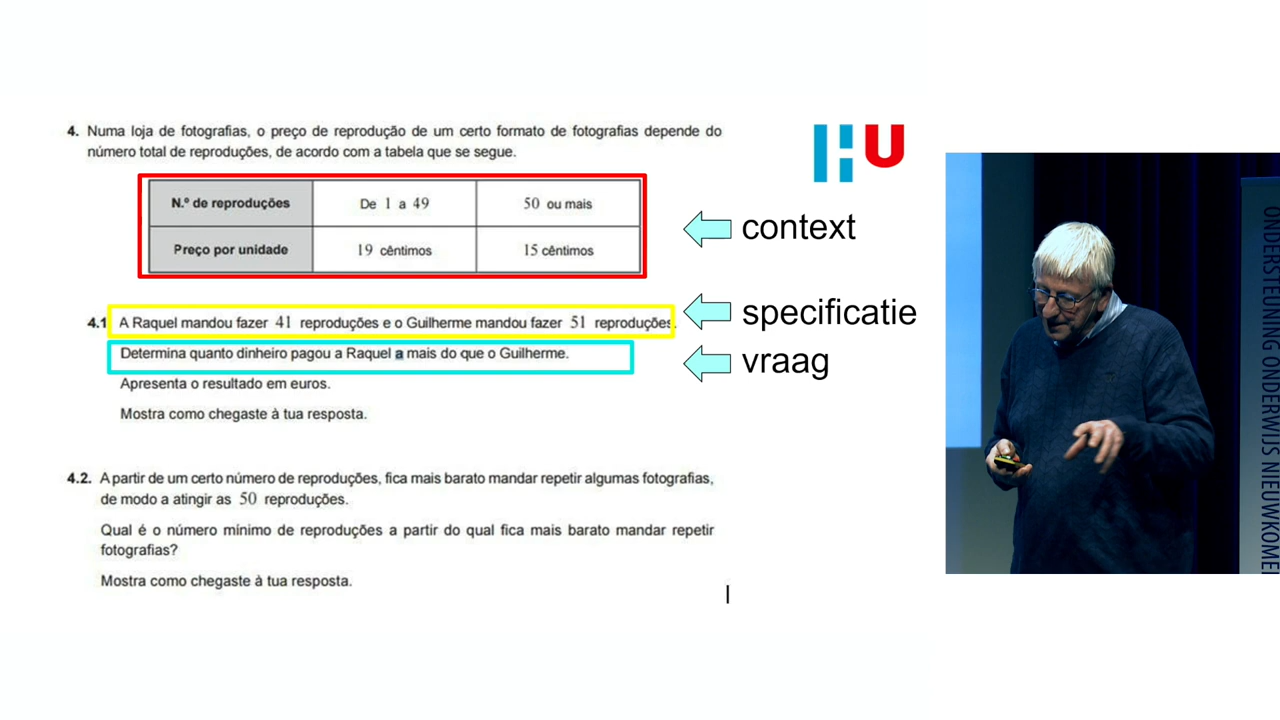 4. Numa loja de fotografias, o preço de reprodução de um certo formato de fotografias depende do
número total de reproduções, de acordo com a tabela que se segue.
N.º de reproduções De 1 a 49 50 ou mais
Preço por unidade 19 cêntimos 15 cêntimos
4.1 A Raquel mandou fazer 41 reproduções e o Guilherme mandou fazer 51 reproduções.
Determina quanto dinheiro pagou a Raquel a mais do que o Guilherme.
Apresenta o resultado em euros.
Mostra como chegaste à tua resposta.
4.2. A partir de um certo número de reproduções, fica mais barato mandar repetir algumas fotografias,
de modo a atingir as 50 reproduções.
Qual é o número mínimo de reproduções a partir do qual fica mais barato mandar repetir
fotografias?
Mostra como chegaste à tua resposta.
HU
context
specificatie
vraag
ONDERSTEUNING ONDERWIJS